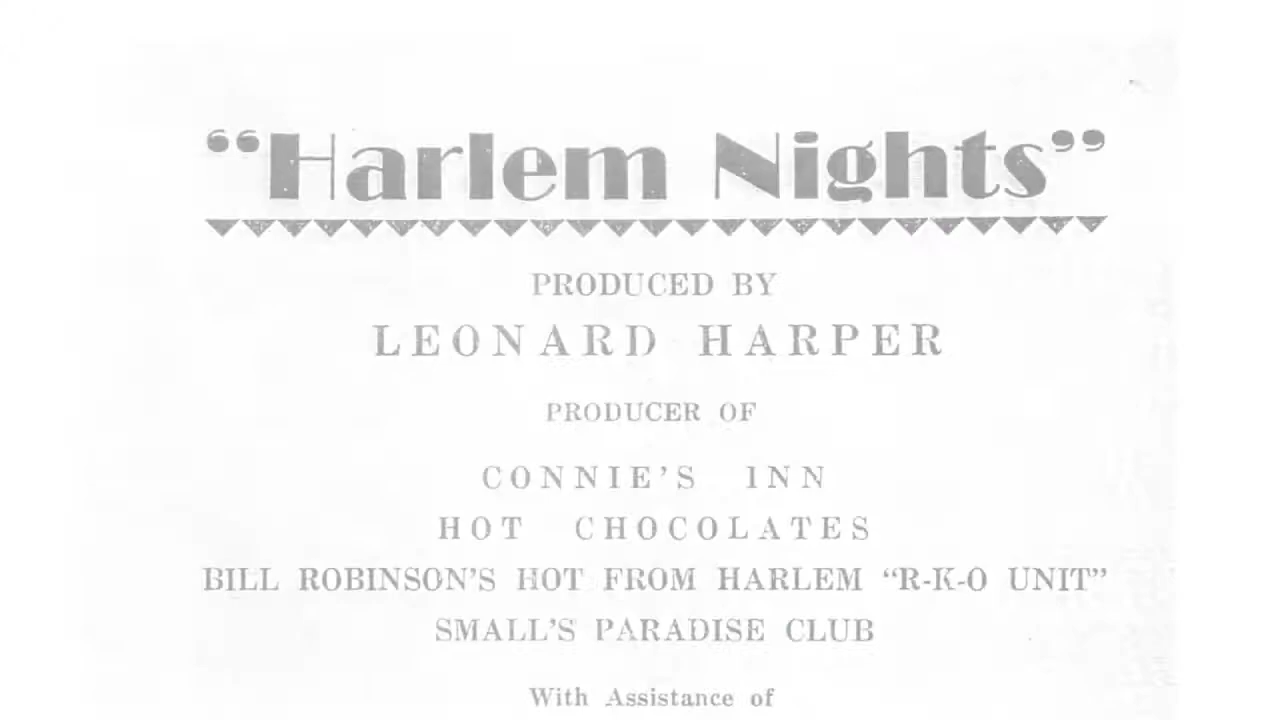 “Harlem Nights”
PRODUCED BY
LEONARD HARPER
PRODUCER OF
CONNIE’S INN
HOT CHOCOLATES
BILL ROBINSON’S HOT FROM HARLEM “R-K-O UNIT”
SMALL’S PARADISE CLUB
With Assistance of